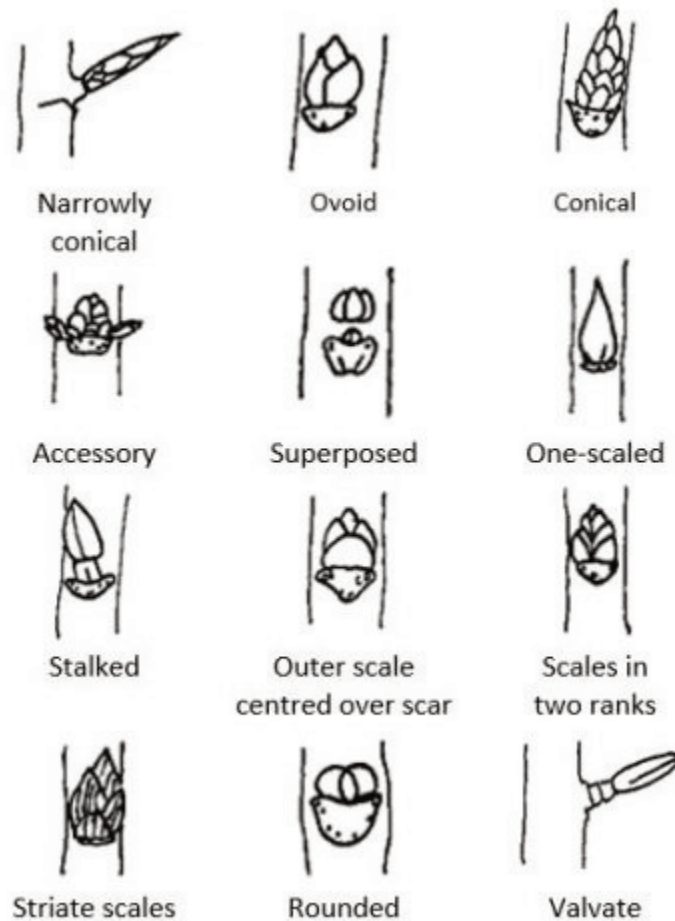 Narrowly
conical
Ovoid
Conical
Accessory
Superposed
One-scaled
Stalked
Outer scale
centred over scar
Scales in
two ranks
Striate scales
Rounded
Valvate